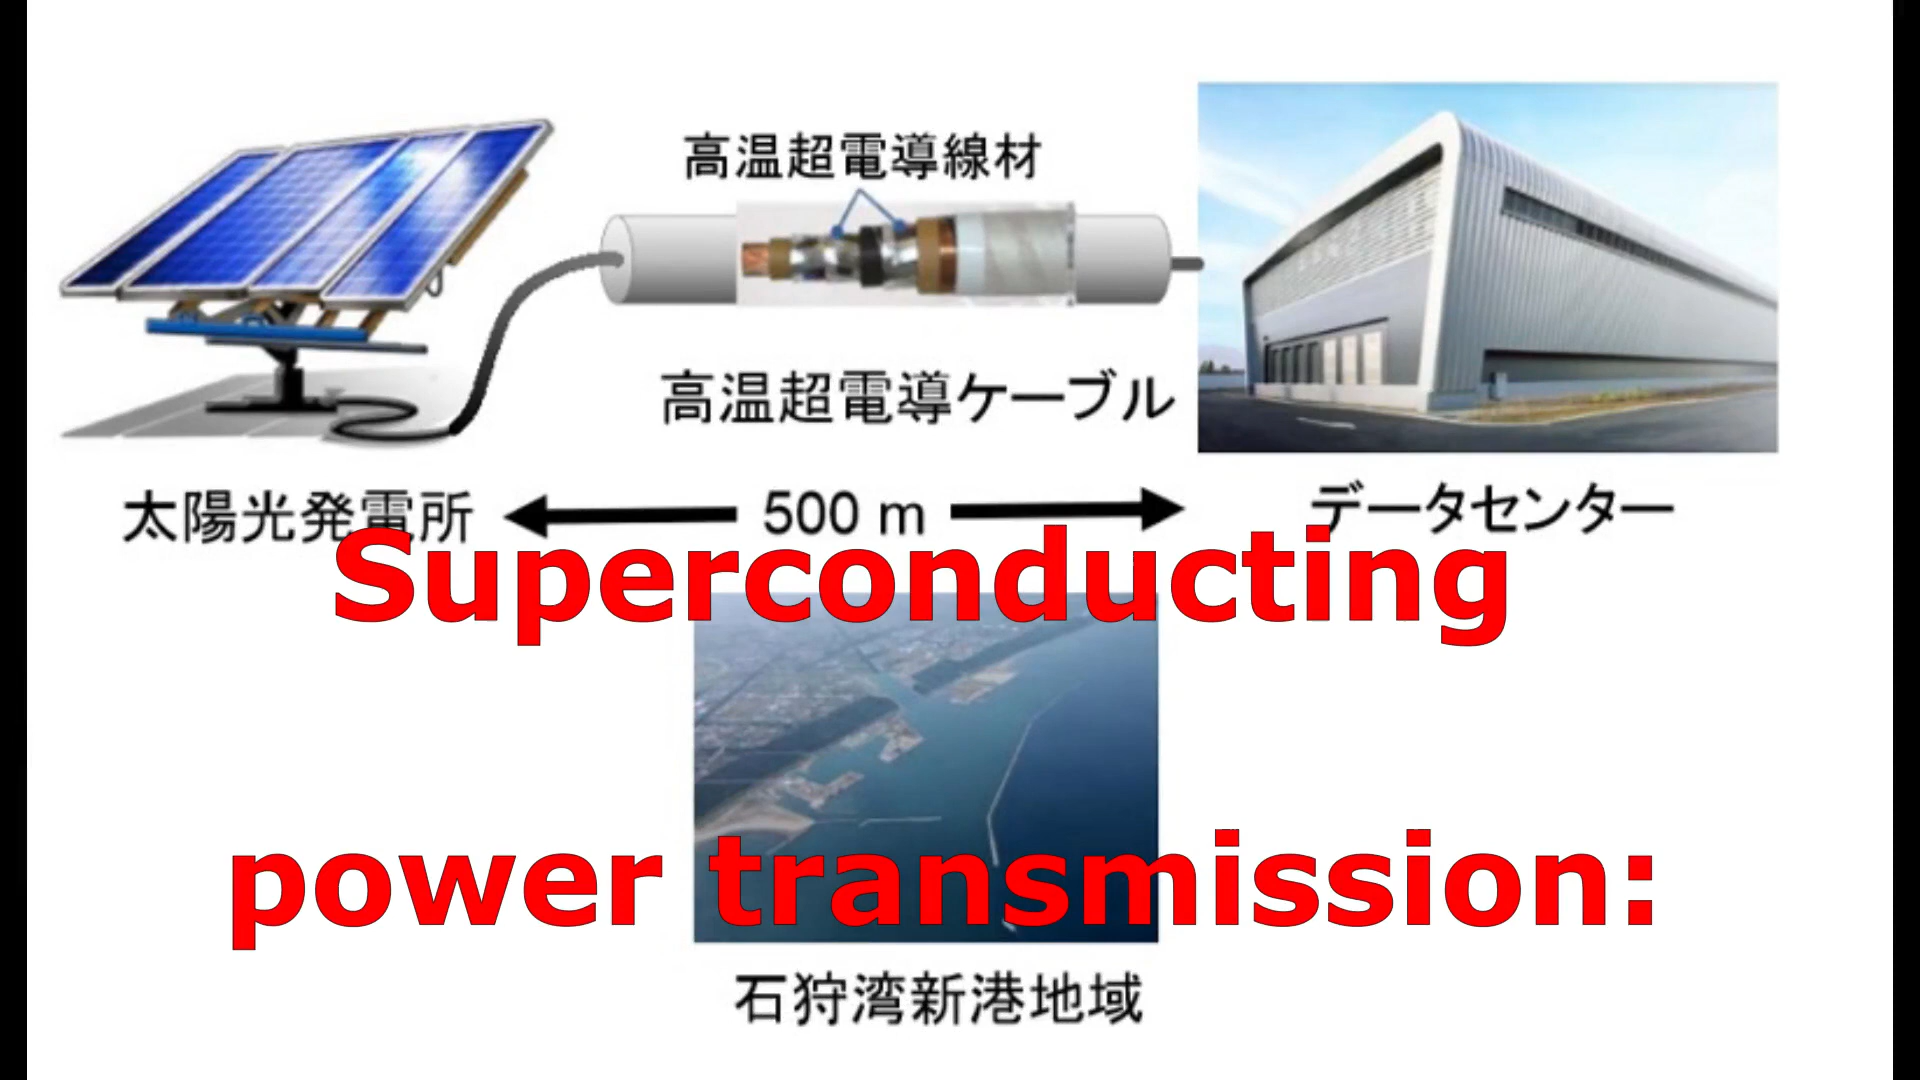 高温超電導線材
高温超電導ケーブル
太陽光発電所
500 m
データセンター
Superconducting
power transmission:
石狩湾新港地域